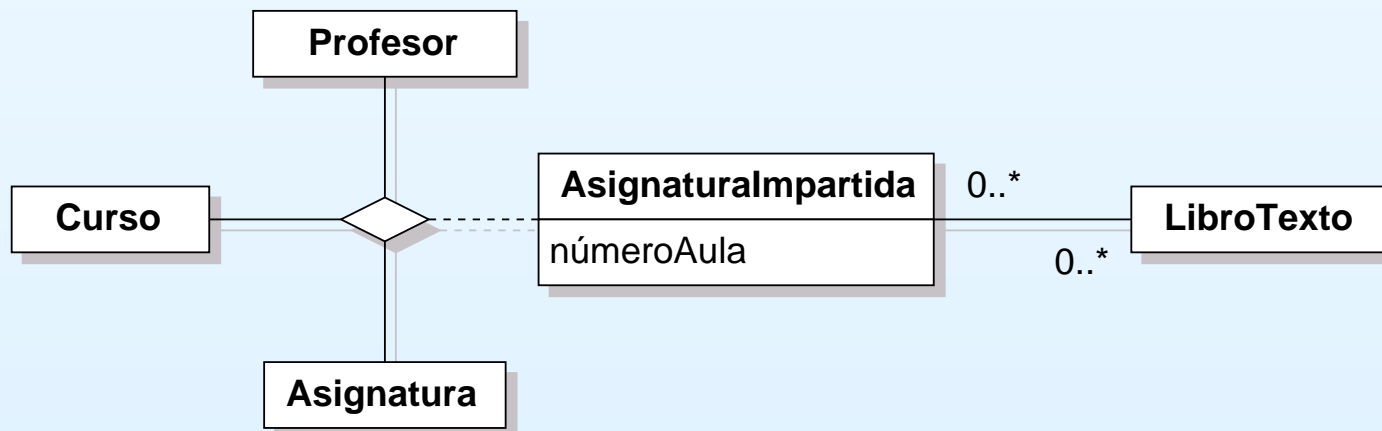 Profesor
Curso
AsignaturaImpartida
númeroAula
0..*
0..*
LibroTexto
Asignatura